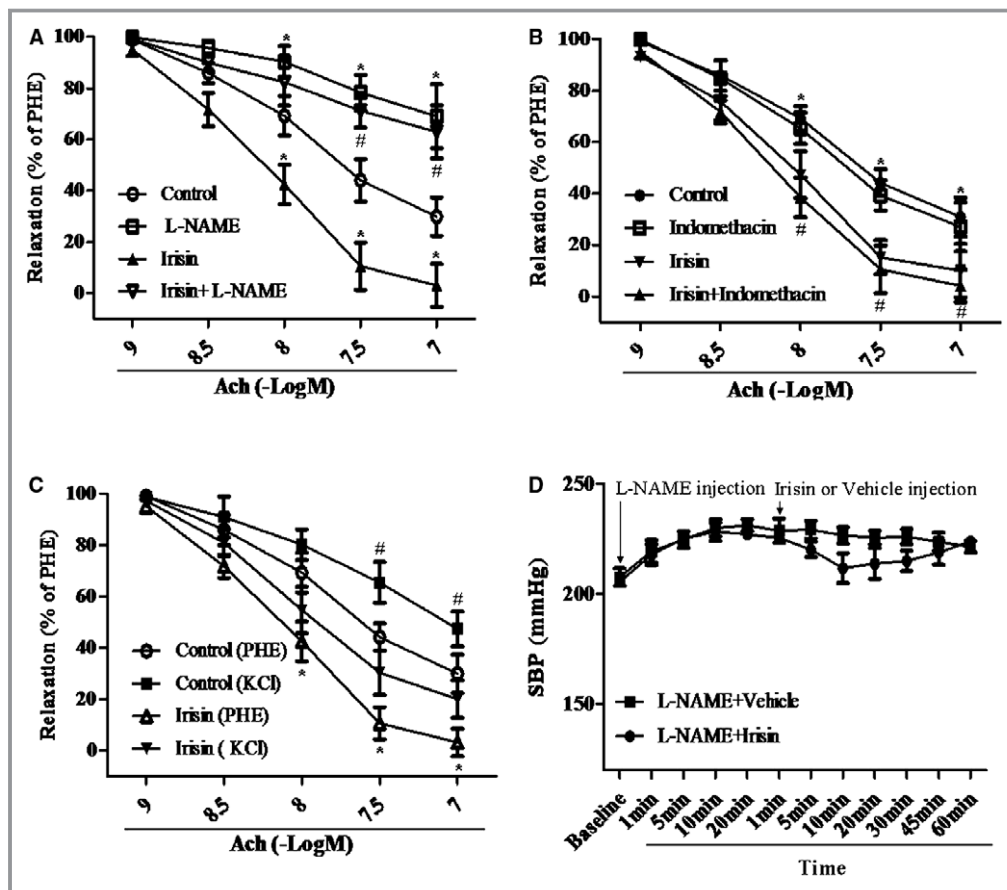 A
Relaxation (% of PHE)
100
80
60
40
20
0
*
*
*
#
#
*
*
*
Control
L-NAME
Irisin
Irisin+L-NAME
9
8.5
8
7.5
7
Ach (-LogM)
B
Relaxation (% of PHE)
100
80
60
40
20
0
*
*
*
#
#
#
Control
Indomethacin
Irisin
Irisin+Indomethacin
9
8.5
8
7.5
7
Ach (-LogM)
C
Relaxation (% of PHE)
100
80
60
40
20
0
#
#
*
*
*
Control (PHE)
Control (KCl)
Irisin (PHE)
Irisin ( KCl)
9
8.5
8
7.5
7
Ach (-LogM)
D
SBP (mmHg)
250
200
150
L-NAME injection
Irisin or Vehicle injection
L-NAME+Vehicle
L-NAME+Irisin
Baseline
1min
5min
10min
20min
1min
5min
10min
20min
30min
45min
60min
Time